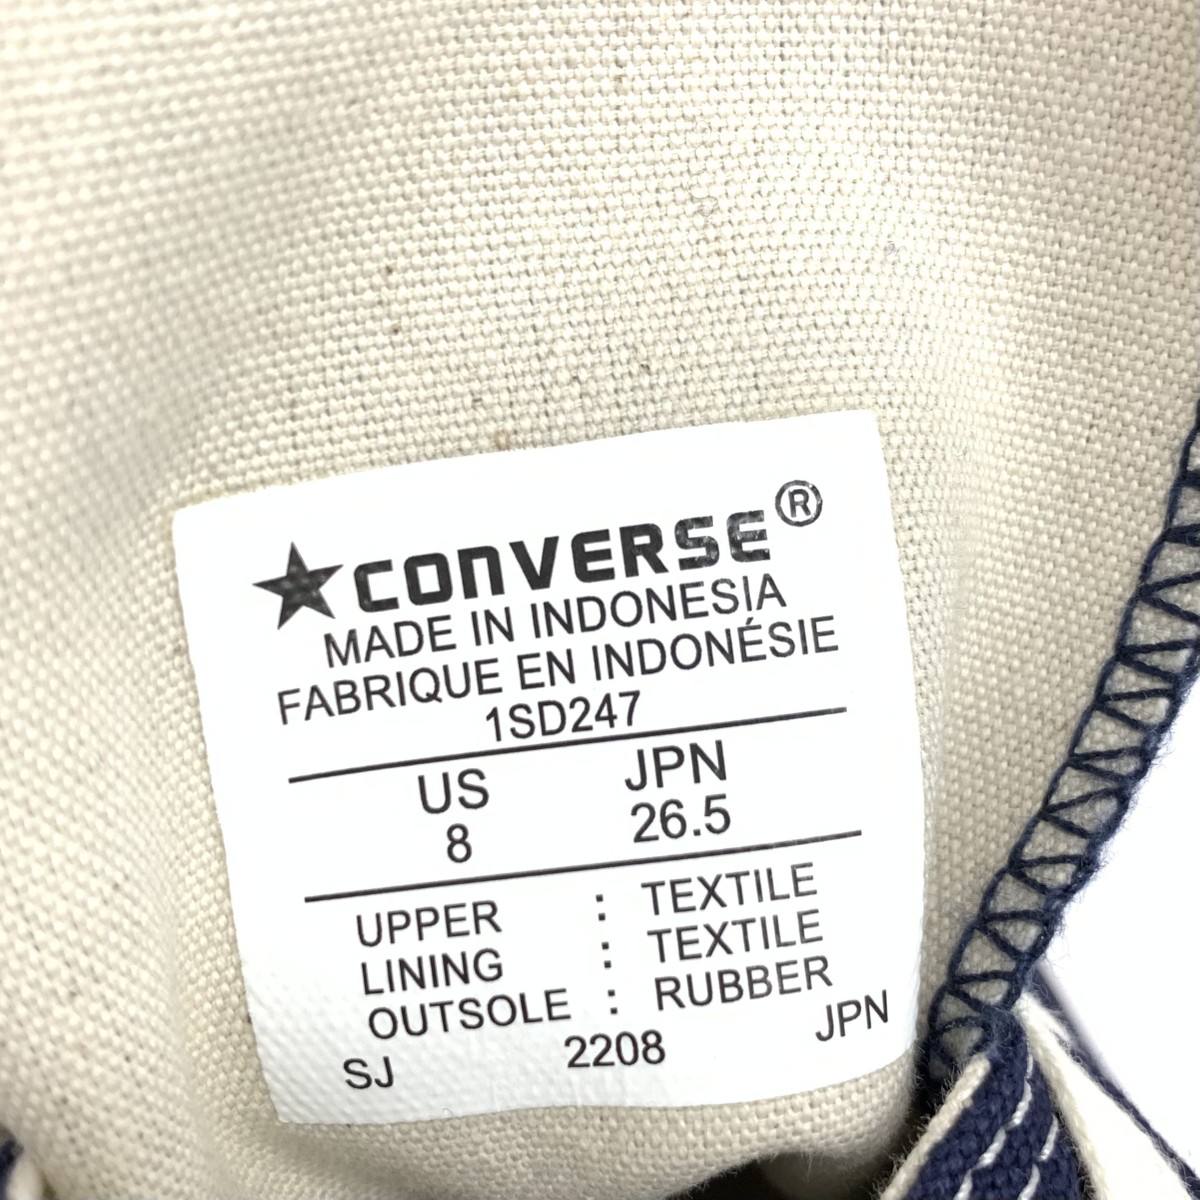 ★CONVERSE®
MADE IN INDONESIA
FABRIQUE EN INDONÉSIE
1SD247
US JPN
8 26.5
UPPER : TEXTILE
LINING : TEXTILE
OUTSOLE : RUBBER
SJ 2208 JPN